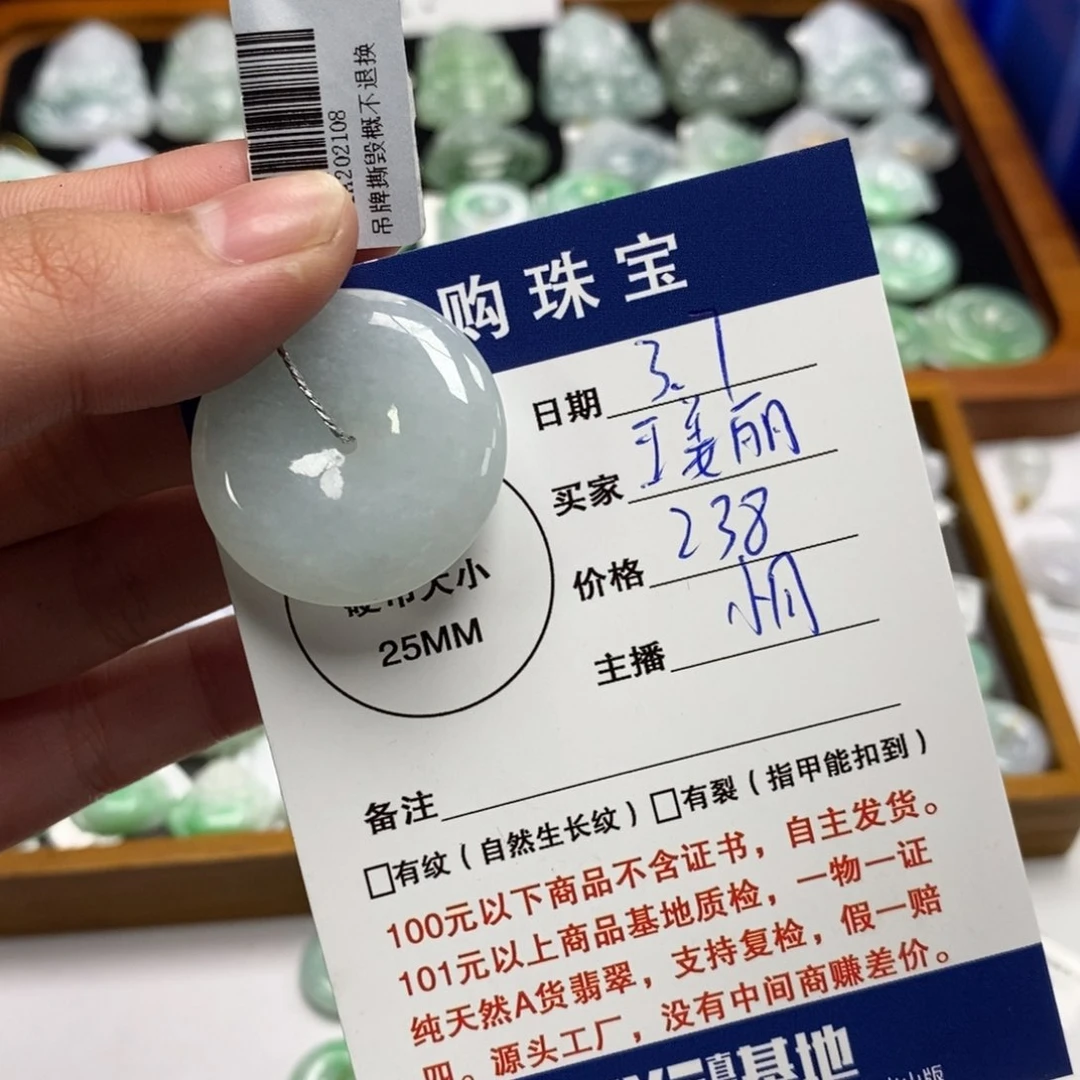 202108
吊牌撕毁概不退换
购珠宝
日期 3.7
买家 王美丽
价格 238
主播 小月
硬币大小
25MM
备注
□有纹（自然生长纹）□有裂（指甲能扣到）
100元以下商品不含证书，自主发货。
101元以上商品基地质检，一物一证
纯天然A货翡翠，支持复检，假一赔
四。源头工厂，没有中间商赚差价。
基地